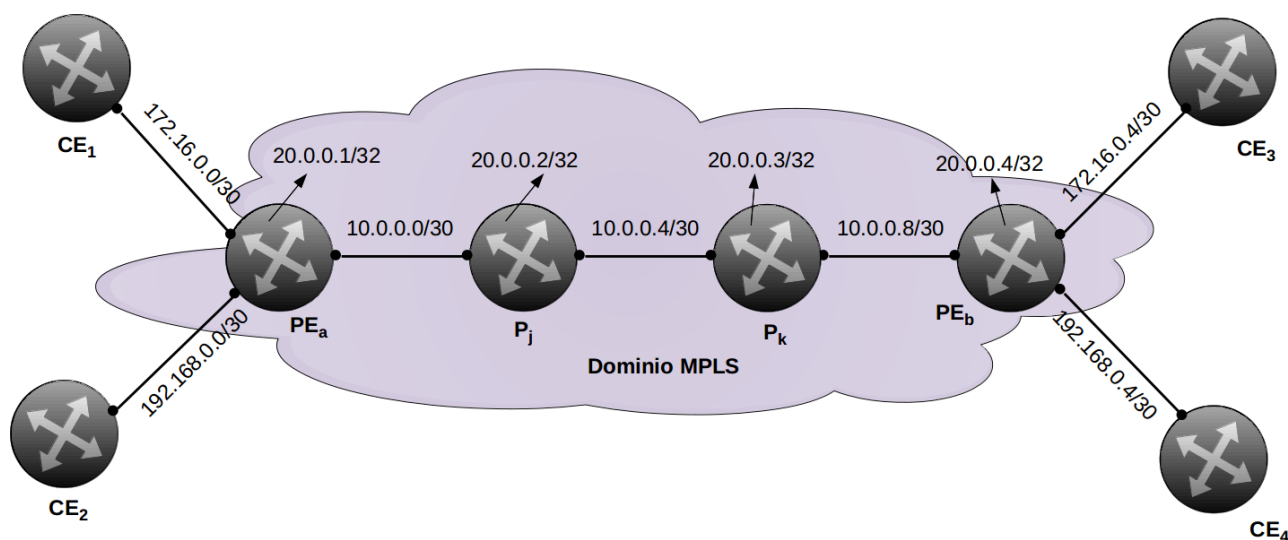 CE1
172.16.0.0/30
20.0.0.1/32
20.0.0.2/32
20.0.0.3/32
20.0.0.4/32
172.16.0.4/30
CE3
10.0.0.0/30
10.0.0.4/30
10.0.0.8/30
PEa
Pj
Pk
PEb
192.168.0.0/30
Dominio MPLS
192.168.0.4/30
CE2
CE4